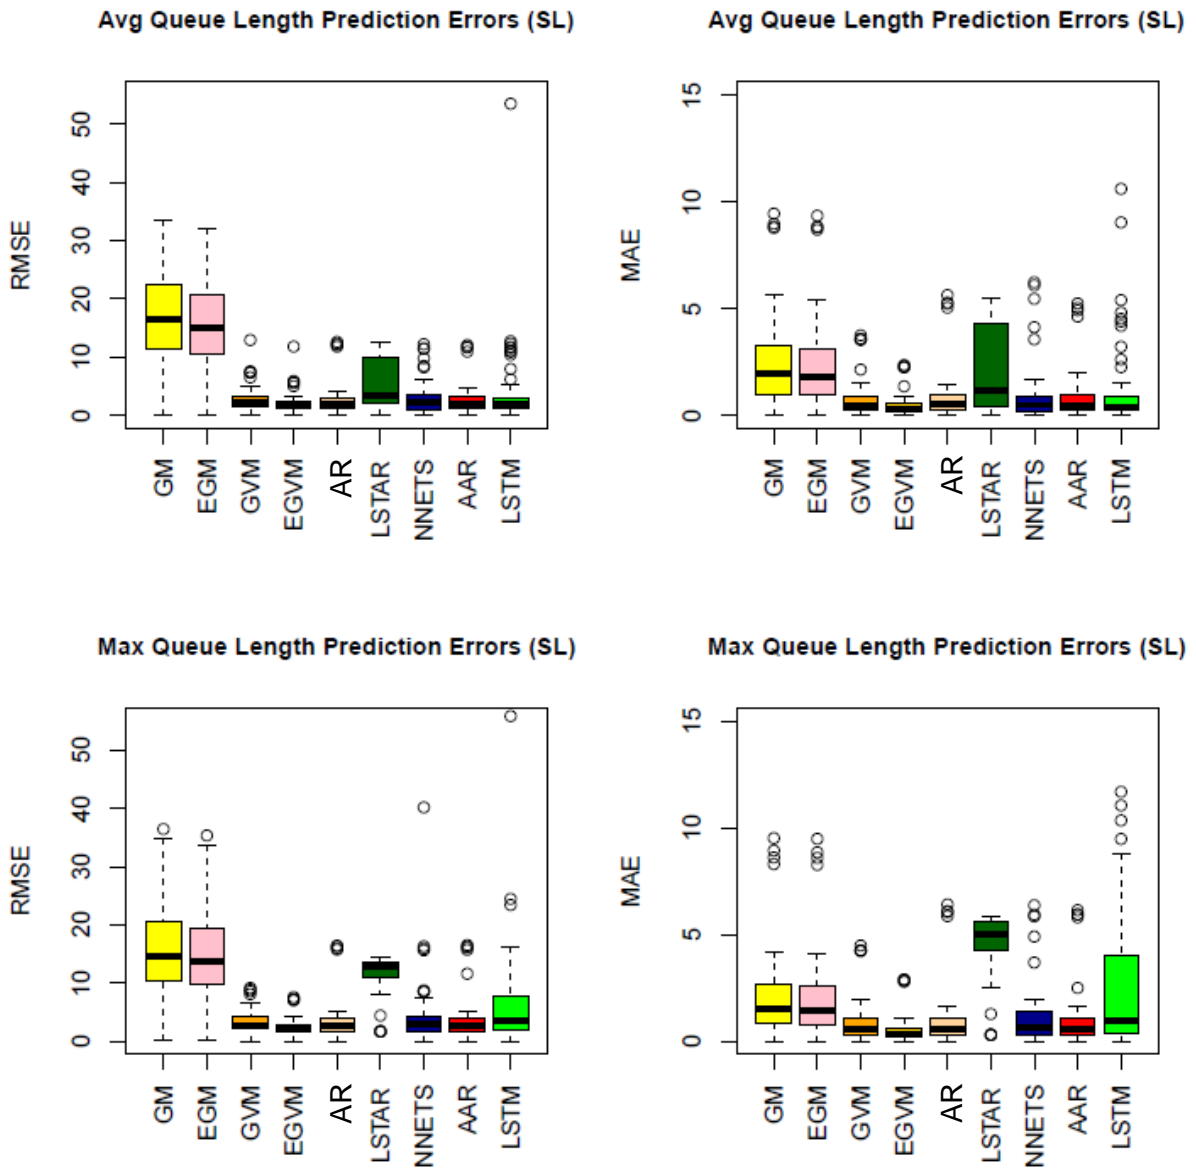 Avg Queue Length Prediction Errors (SL)
RMSE
50
40
30
20
10
0
GM
EGM
GVM
EGVM
AR
LSTAR
NNETS
AAR
LSTM
Avg Queue Length Prediction Errors (SL)
MAE
15
10
5
0
GM
EGM
GVM
EGVM
AR
LSTAR
NNETS
AAR
LSTM
Max Queue Length Prediction Errors (SL)
RMSE
50
40
30
20
10
0
GM
EGM
GVM
EGVM
AR
LSTAR
NNETS
AAR
LSTM
Max Queue Length Prediction Errors (SL)
MAE
15
10
5
0
GM
EGM
GVM
EGVM
AR
LSTAR
NNETS
AAR
LSTM